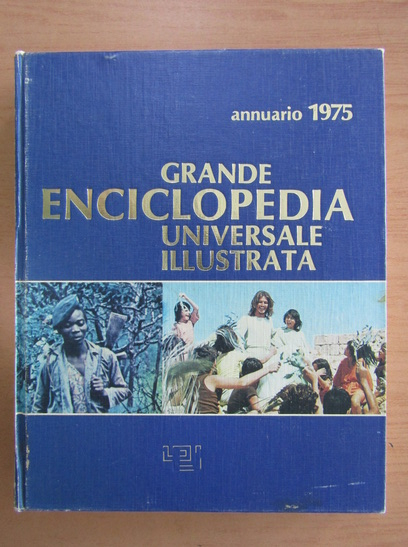 annuario 1975
GRANDE
ENCICLOPEDIA
UNIVERSALE
ILLUSTRATA